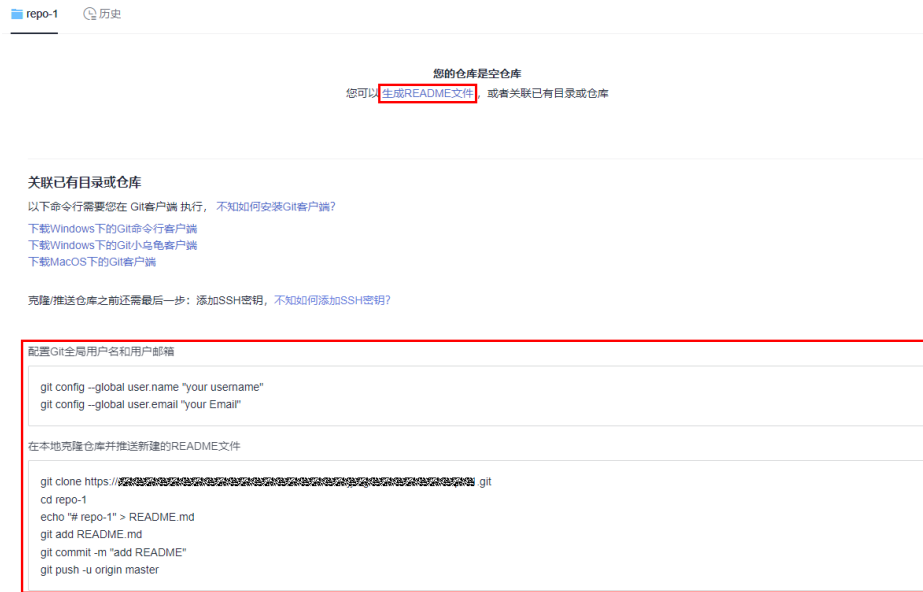 repo-1 历史
您的仓库是空仓库
您可以 生成README文件，或者关联已有目录或仓库
关联已有目录或仓库
以下命令行需要您在 Git客户端 执行， 不知如何安装Git客户端?
下载Windows下的Git命令行客户端
下载Windows下的Git小乌龟客户端
下载MacOS下的Git客户端
克隆/推送仓库之前还需最后一步：添加SSH密钥，不知如何添加SSH密钥?
配置Git全局用户名和用户邮箱
git config --global user.name "your username"
git config --global user.email "your Email"
在本地克隆仓库并推送新建的README文件
git clone https:// .git
cd repo-1
echo "# repo-1" > README.md
git add README.md
git commit -m "add README"
git push -u origin master